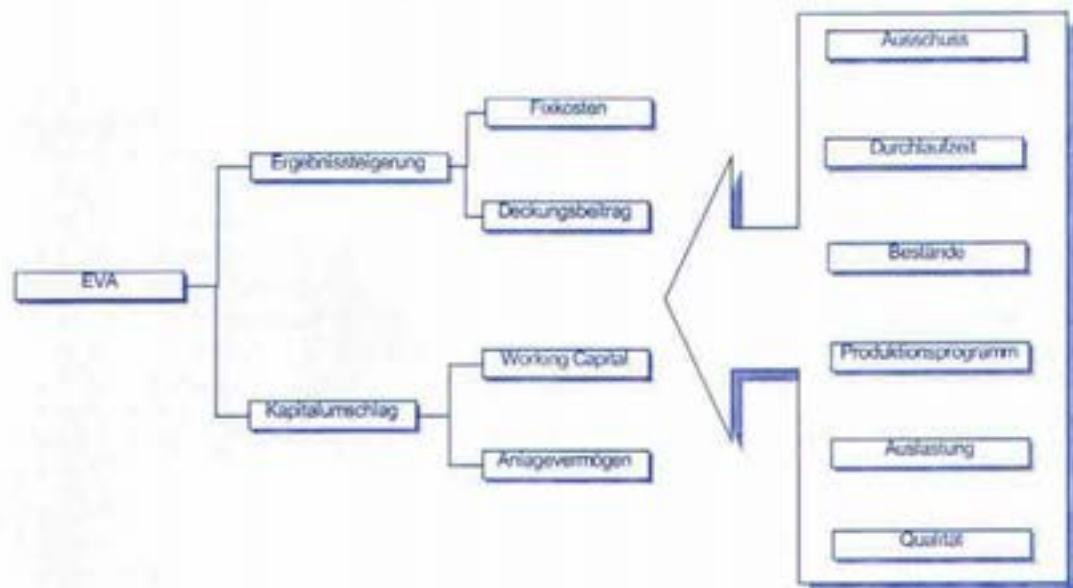 EVA
Ergebnissteigerung
Fixkosten
Deckungsbeitrag
Kapitalumschlag
Working Capital
Anlagevermögen
Ausschuss
Durchlaufzeit
Bestände
Produktionsprogramm
Auslastung
Qualität